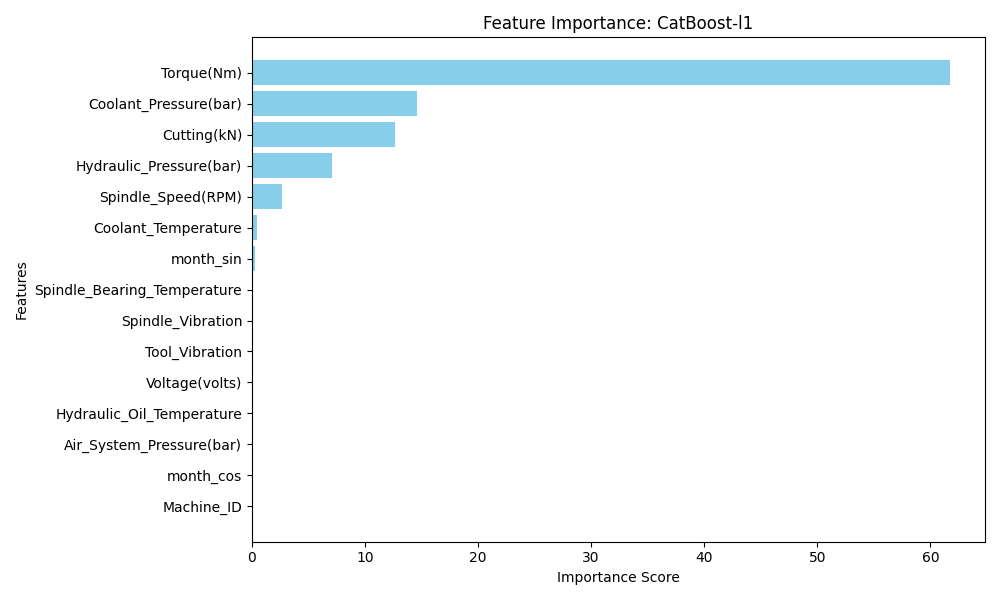 Feature Importance: CatBoost-l1
Torque(Nm)
Coolant_Pressure(bar)
Cutting(kN)
Hydraulic_Pressure(bar)
Spindle_Speed(RPM)
Coolant_Temperature
month_sin
Spindle_Bearing_Temperature
Spindle_Vibration
Tool_Vibration
Voltage(volts)
Hydraulic_Oil_Temperature
Air_System_Pressure(bar)
month_cos
Machine_ID
Features
0 10 20 30 40 50 60
Importance Score